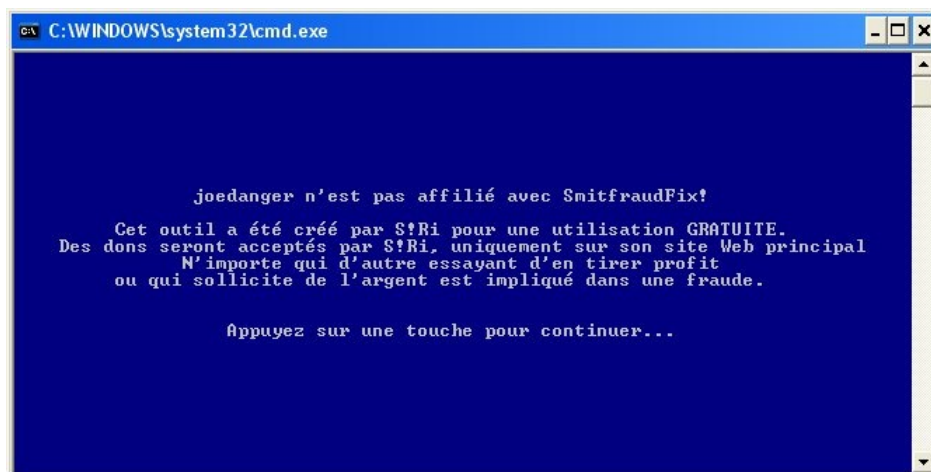 C:\WINDOWS\system32\cmd.exe
joedanger n'est pas affilié avec SmitfraudFix!
Cet outil a été créé par S!Ri pour une utilisation GRATUITE.
Des dons seront acceptés par S!Ri, uniquement sur son site Web principal
N'importe qui d'autre essayant d'en tirer profit
ou qui sollicite de l'argent est impliqué dans une fraude.
Appuyez sur une touche pour continuer...